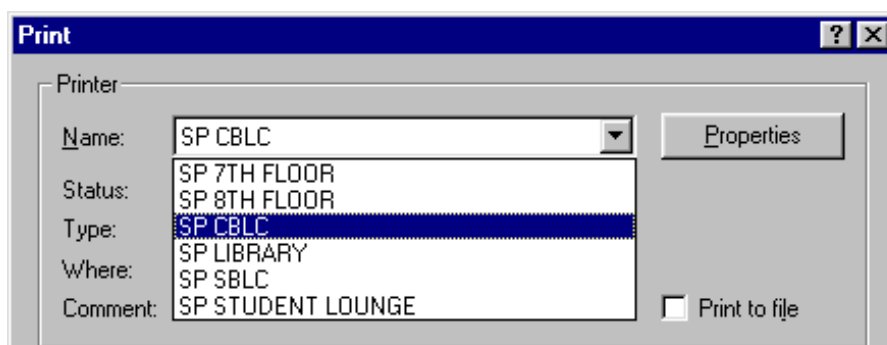 Print
Printer
Name: SP CBLC Properties
SP 7TH FLOOR
Status: SP 8TH FLOOR
Type: SP CBLC
Where: SP LIBRARY
SP SBLC
Comment: SP STUDENT LOUNGE Print to file